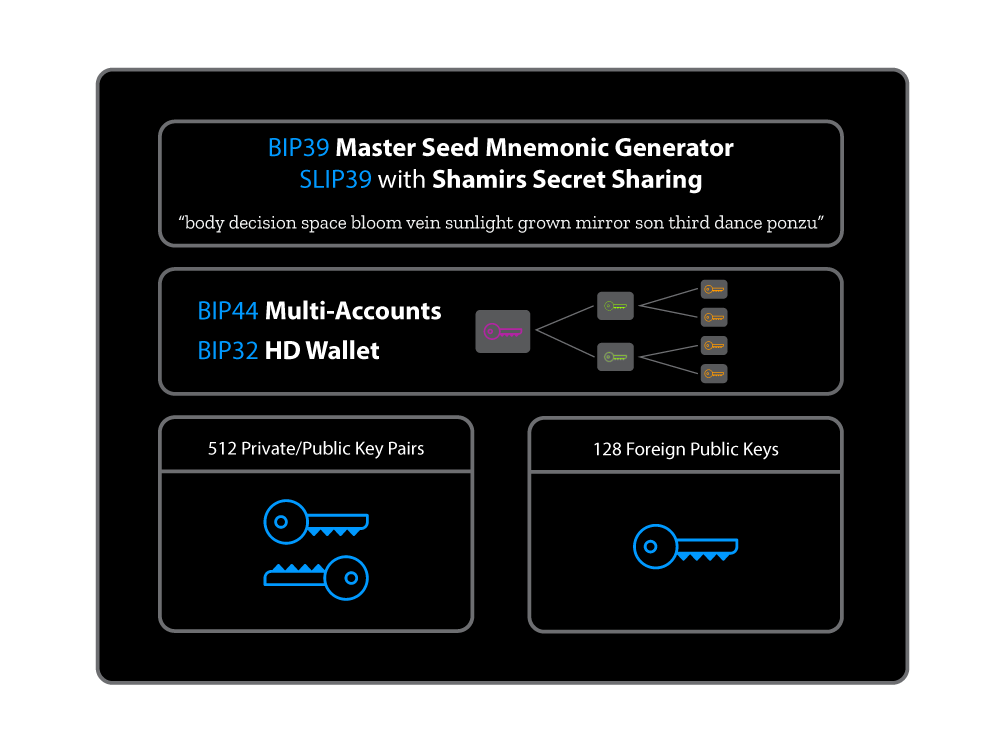 BIP39 Master Seed Mnemonic Generator
SLIP39 with Shamirs Secret Sharing
“body decision space bloom vein sunlight grown mirror son third dance ponzu”
BIP44 Multi-Accounts
BIP32 HD Wallet
512 Private/Public Key Pairs
128 Foreign Public Keys